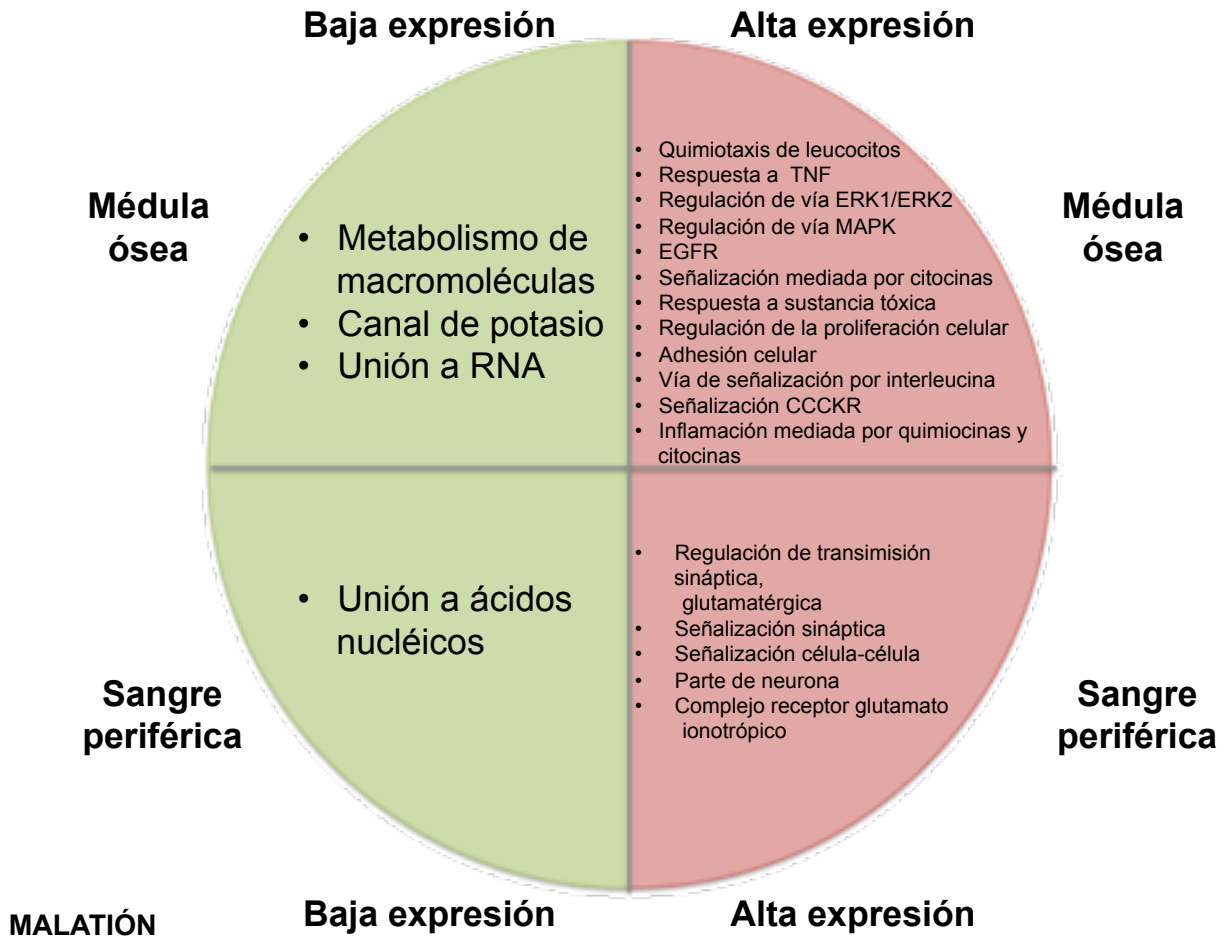 Baja expresión
Alta expresión
Médula
ósea
• Metabolismo de
macromoléculas
• Canal de potasio
• Unión a RNA
• Quimiotaxis de leucocitos
• Respuesta a TNF
• Regulación de vía ERK1/ERK2
• Regulación de vía MAPK
• EGFR
• Señalización mediada por citocinas
• Respuesta a sustancia tóxica
• Regulación de la proliferación celular
• Adhesión celular
• Vía de señalización por interleucina
• Señalización CCCKR
• Inflamación mediada por quimiocinas y
citocinas
Médula
ósea
Sangre
periférica
• Unión a ácidos
nucléicos
• Regulación de transimisión
sináptica,
glutamatérgica
• Señalización sináptica
• Señalización célula-célula
• Parte de neurona
• Complejo receptor glutamato
ionotrópico
Sangre
periférica
MALATIÓN
Baja expresión
Alta expresión